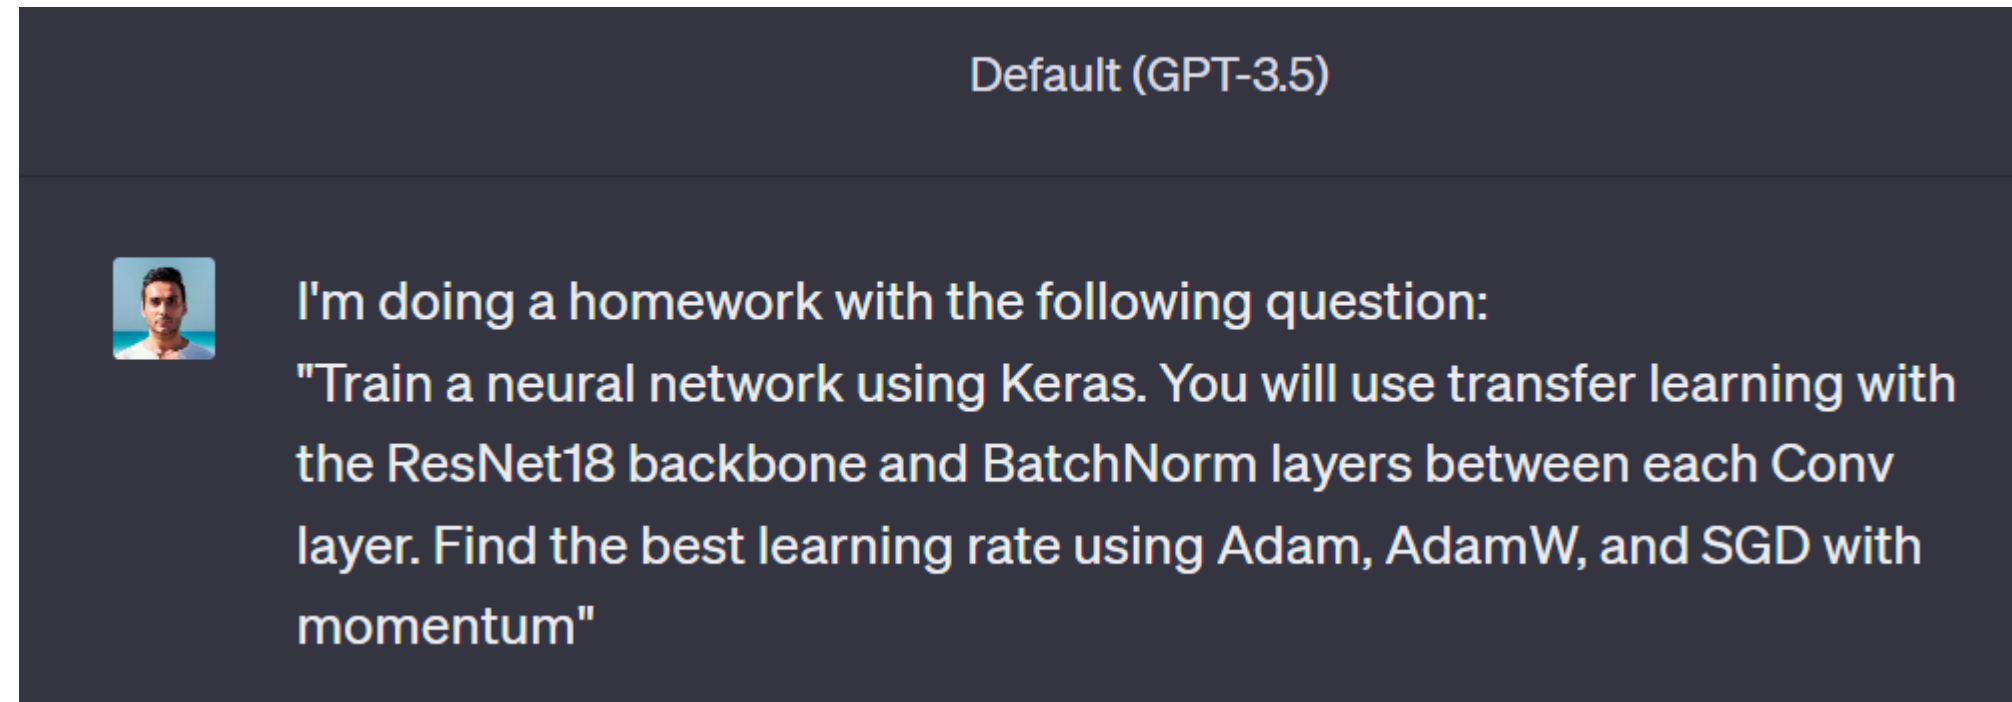 Default (GPT-3.5)
I'm doing a homework with the following question:
"Train a neural network using Keras. You will use transfer learning with
the ResNet18 backbone and BatchNorm layers between each Conv
layer. Find the best learning rate using Adam, AdamW, and SGD with
momentum"